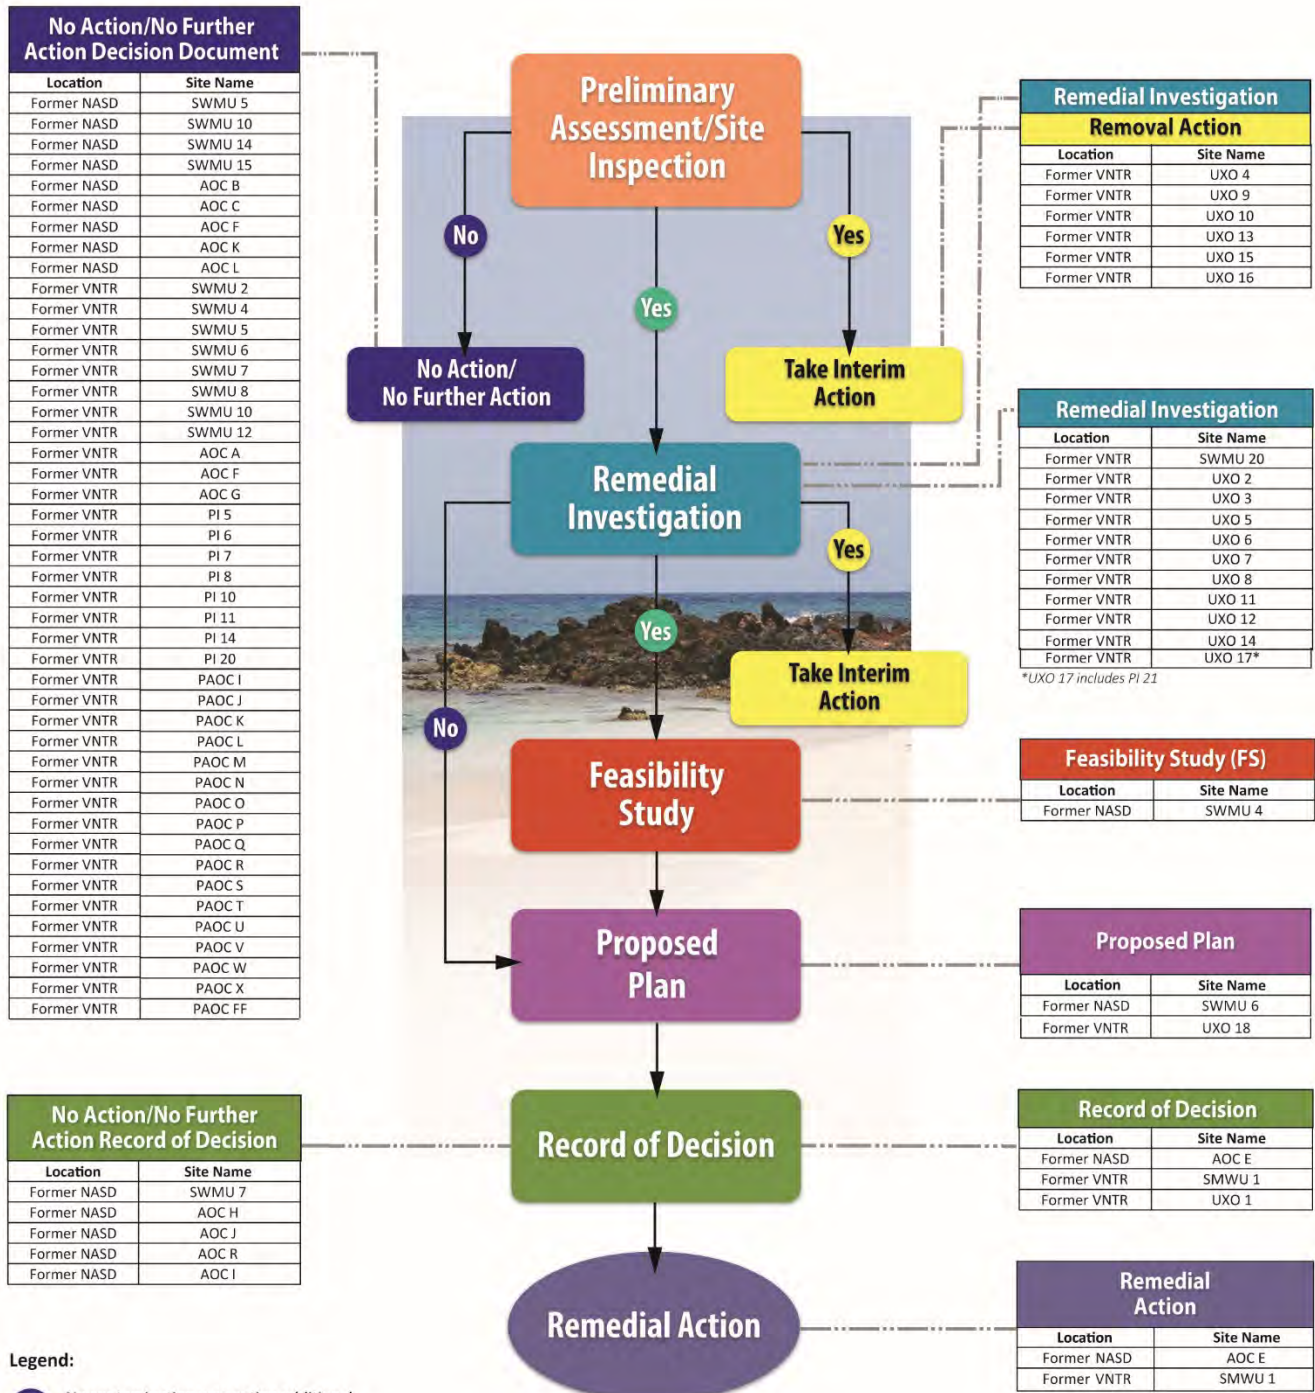 No Action/No Further
Action Decision Document
Location Site Name
Former NASD SWMU 5
Former NASD SWMU 10
Former NASD SWMU 14
Former NASD SWMU 15
Former NASD AOC B
Former NASD AOC C
Former NASD AOC F
Former NASD AOC K
Former NASD AOC L
Former VNTR SWMU 2
Former VNTR SWMU 4
Former VNTR SWMU 5
Former VNTR SWMU 6
Former VNTR SWMU 7
Former VNTR SWMU 8
Former VNTR SWMU 10
Former VNTR SWMU 12
Former VNTR AOC A
Former VNTR AOC F
Former VNTR AOC G
Former VNTR PI 5
Former VNTR PI 6
Former VNTR PI 7
Former VNTR PI 8
Former VNTR PI 10
Former VNTR PI 11
Former VNTR PI 14
Former VNTR PI 20
Former VNTR PAOC I
Former VNTR PAOC J
Former VNTR PAOC K
Former VNTR PAOC L
Former VNTR PAOC M
Former VNTR PAOC N
Former VNTR PAOC O
Former VNTR PAOC P
Former VNTR PAOC Q
Former VNTR PAOC R
Former VNTR PAOC S
Former VNTR PAOC T
Former VNTR PAOC U
Former VNTR PAOC V
Former VNTR PAOC W
Former VNTR PAOC X
Former VNTR PAOC FF
No Action/No Further
Action Record of Decision
Location Site Name
Former NASD SWMU 7
Former NASD AOC H
Former NASD AOC J
Former NASD AOC R
Former NASD AOC I
Legend:
Preliminary
Assessment/Site
Inspection
No
Yes
Yes
No Action/
No Further Action
Take Interim
Action
Remedial
Investigation
Yes
Yes
Take Interim
Action
No
Feasibility
Study
Proposed
Plan
Record of Decision
Remedial Action
Remedial Investigation
Removal Action
Location Site Name
Former VNTR UXO 4
Former VNTR UXO 9
Former VNTR UXO 10
Former VNTR UXO 13
Former VNTR UXO 15
Former VNTR UXO 16
Remedial Investigation
Location Site Name
Former VNTR SWMU 20
Former VNTR UXO 2
Former VNTR UXO 3
Former VNTR UXO 5
Former VNTR UXO 6
Former VNTR UXO 7
Former VNTR UXO 8
Former VNTR UXO 11
Former VNTR UXO 12
Former VNTR UXO 14
Former VNTR UXO 17*
*UXO 17 includes PI 21
Feasibility Study (FS)
Location Site Name
Former NASD SWMU 4
Proposed Plan
Location Site Name
Former NASD SWMU 6
Former VNTR UXO 18
Record of Decision
Location Site Name
Former NASD AOC E
Former VNTR SMWU 1
Former VNTR UXO 1
Remedial
Action
Location Site Name
Former NASD AOC E
Former VNTR SMWU 1